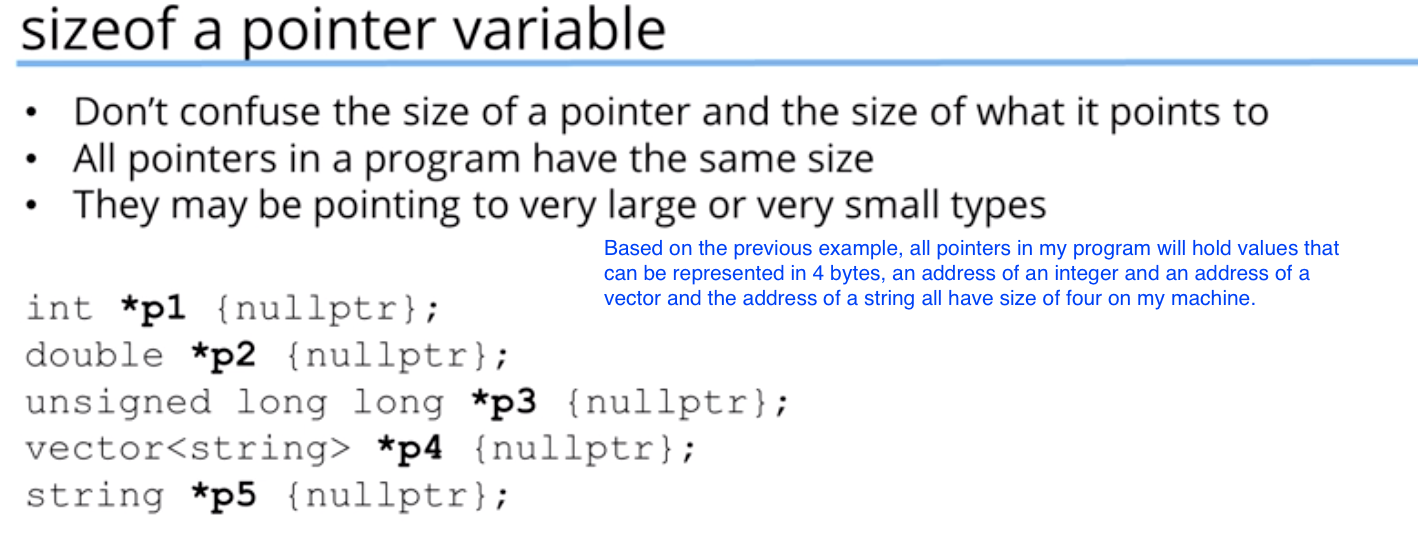 sizeof a pointer variable
• Don’t confuse the size of a pointer and the size of what it points to
• All pointers in a program have the same size
• They may be pointing to very large or very small types
Based on the previous example, all pointers in my program will hold values that
can be represented in 4 bytes, an address of an integer and an address of a
vector and the address of a string all have size of four on my machine.
int *p1 {nullptr};
double *p2 {nullptr};
unsigned long long *p3 {nullptr};
vector<string> *p4 {nullptr};
string *p5 {nullptr};